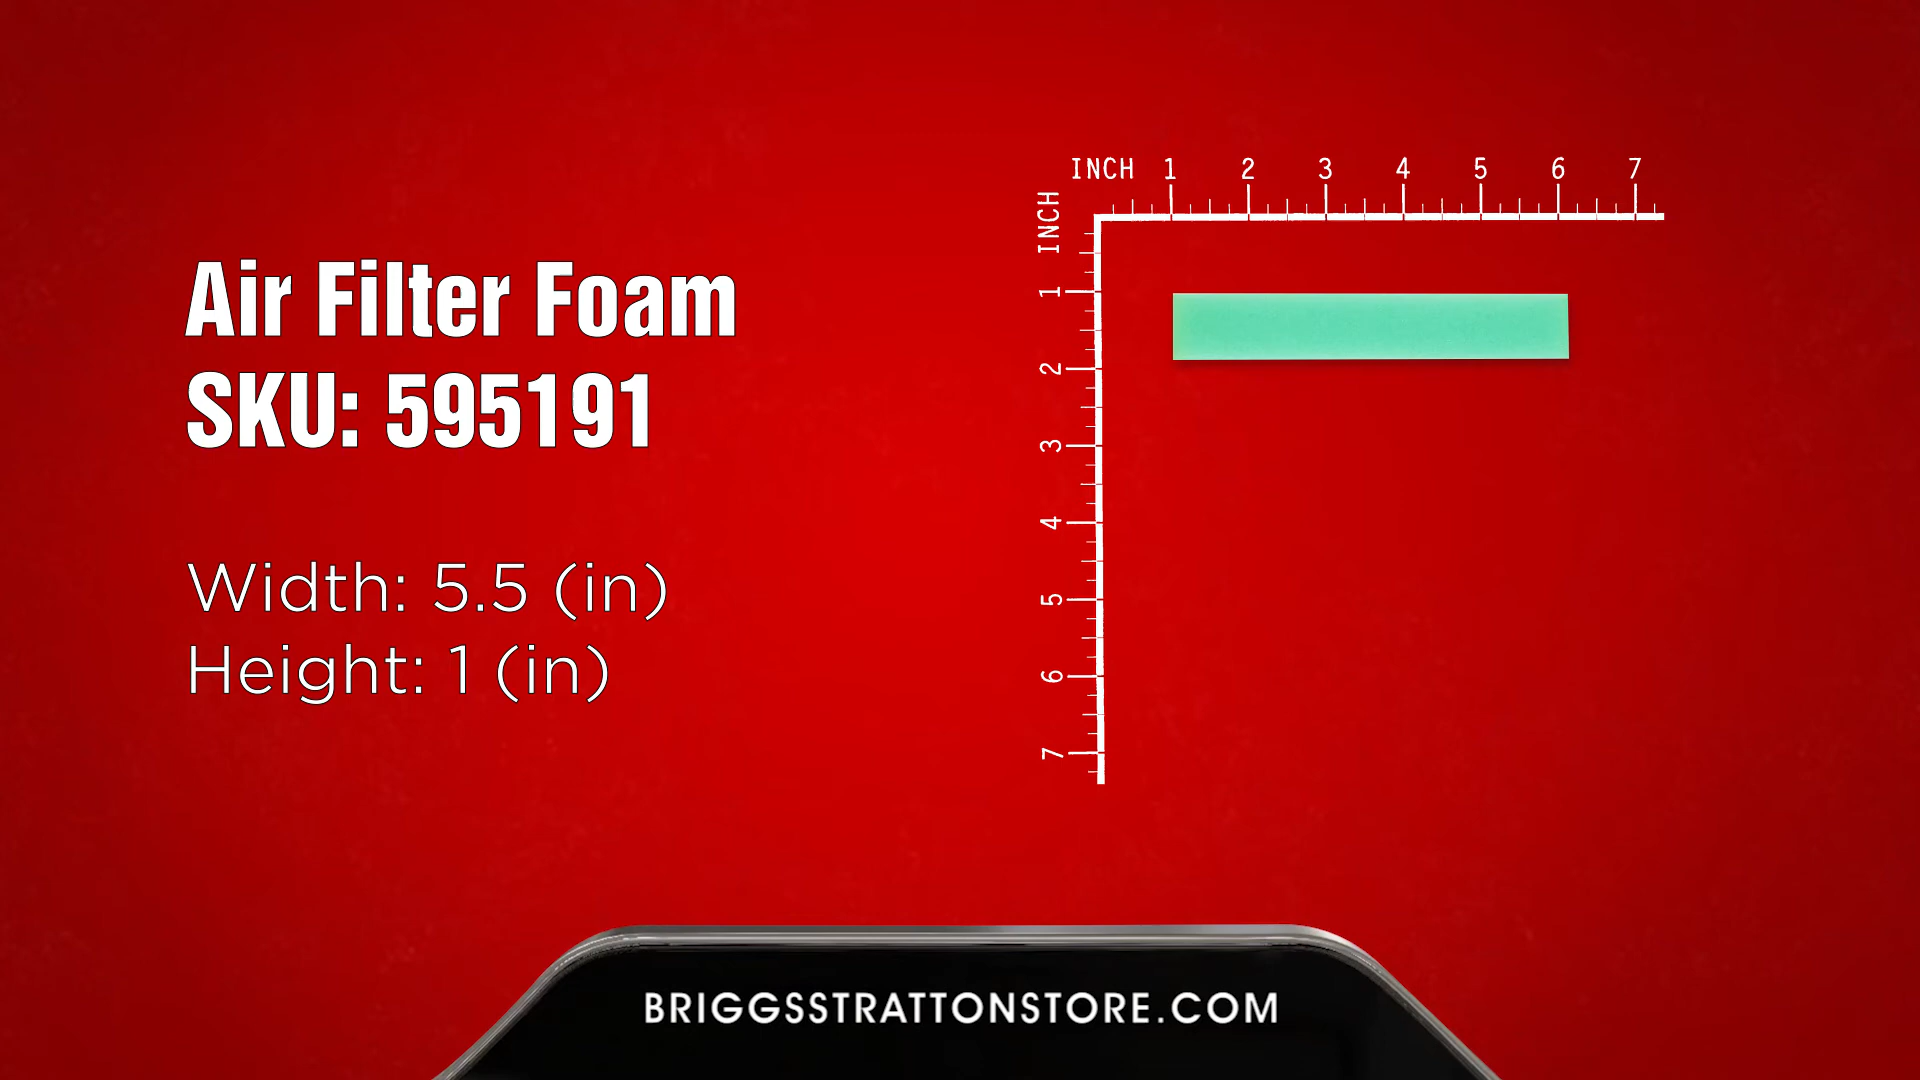 INCH 1 2 3 4 5 6 7
INCH
1
2
3
4
5
6
7
Air Filter Foam
SKU: 595191
Width: 5.5 (in)
Height: 1 (in)
BRIGGSSTRATTONSTORE.COM